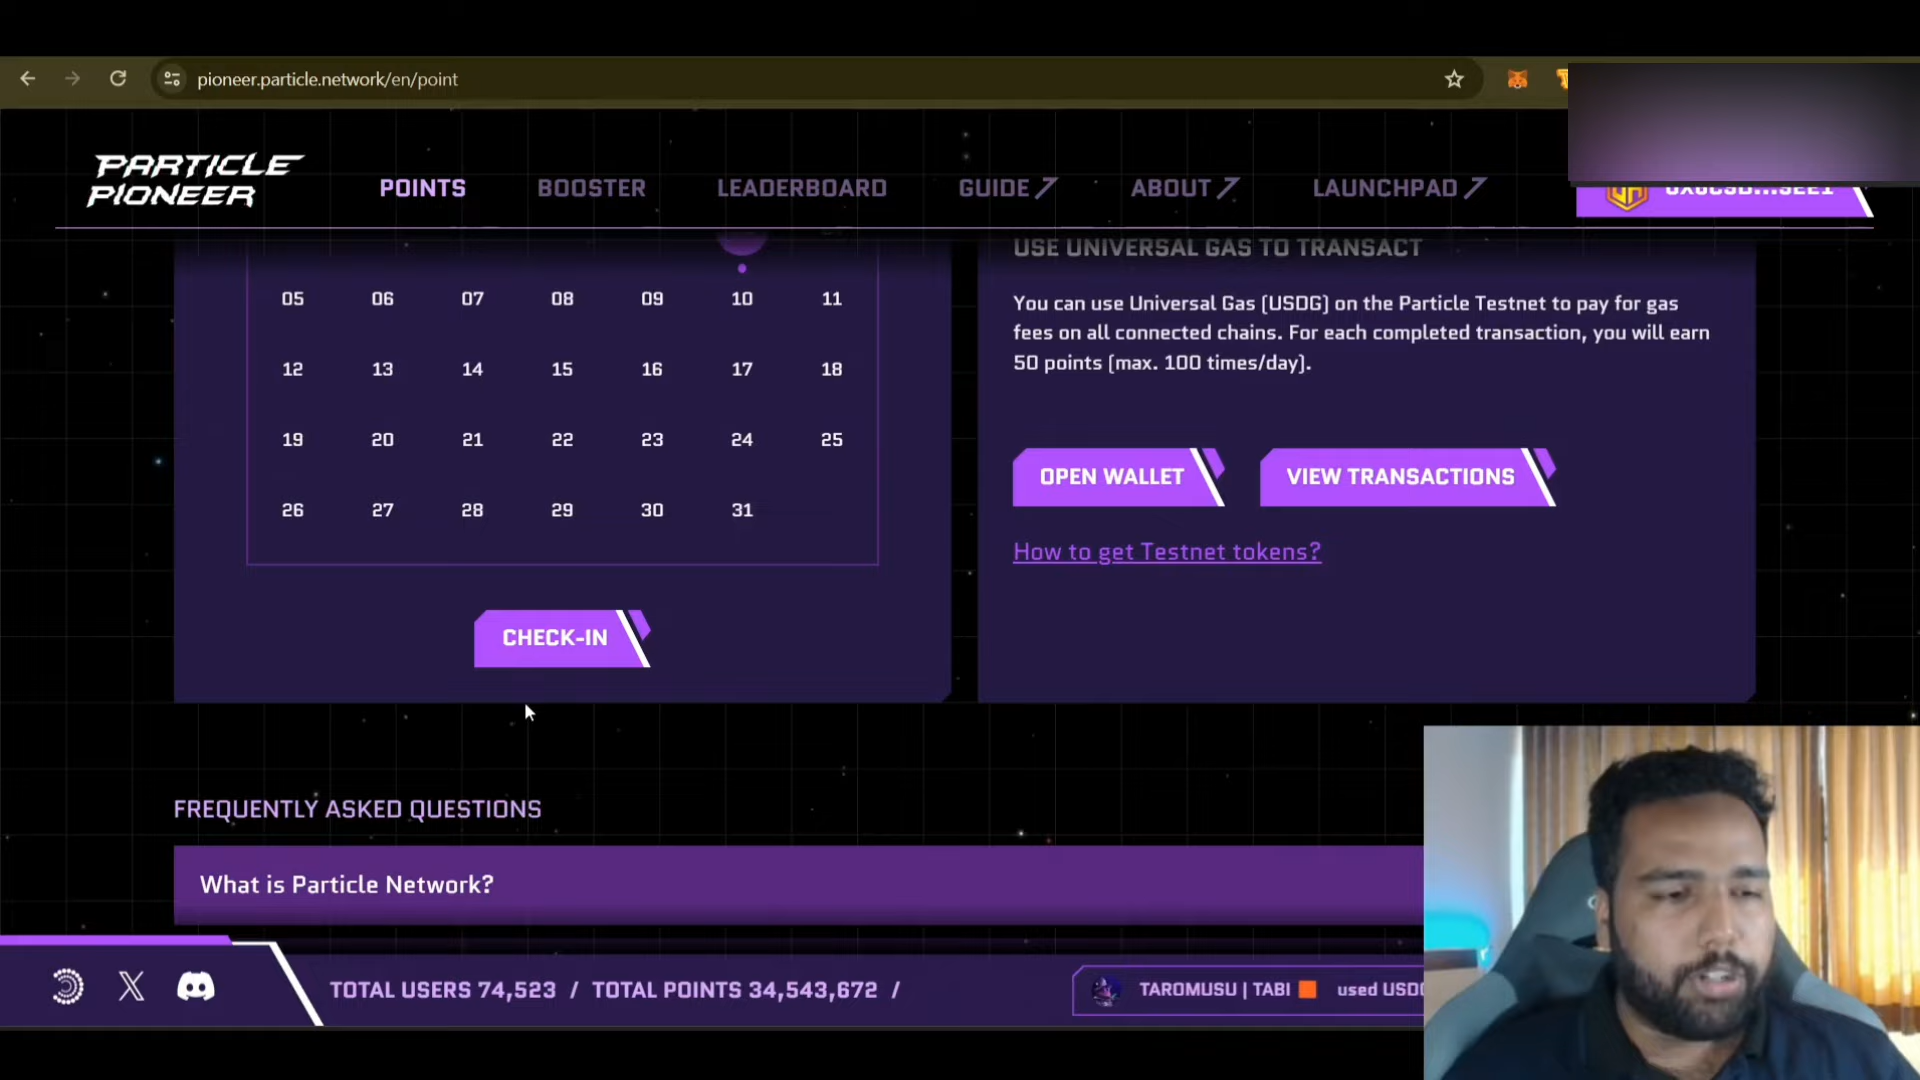 pioneer.particle.network/en/point
PARTICLE
PIONEER
POINTS
BOOSTER
LEADERBOARD
GUIDE
ABOUT
LAUNCHPAD
05 06 07 08 09 10 11
12 13 14 15 16 17 18
19 20 21 22 23 24 25
26 27 28 29 30 31
CHECK-IN
USE UNIVERSAL GAS TO TRANSACT
You can use Universal Gas (USDG) on the Particle Testnet to pay for gas
fees on all connected chains. For each completed transaction, you will earn
50 points (max. 100 times/day).
OPEN WALLET
VIEW TRANSACTIONS
How to get Testnet tokens?
FREQUENTLY ASKED QUESTIONS
What is Particle Network?
TOTAL USERS 74,523 / TOTAL POINTS 34,543,672 /
TAROMUSU | TABI
used